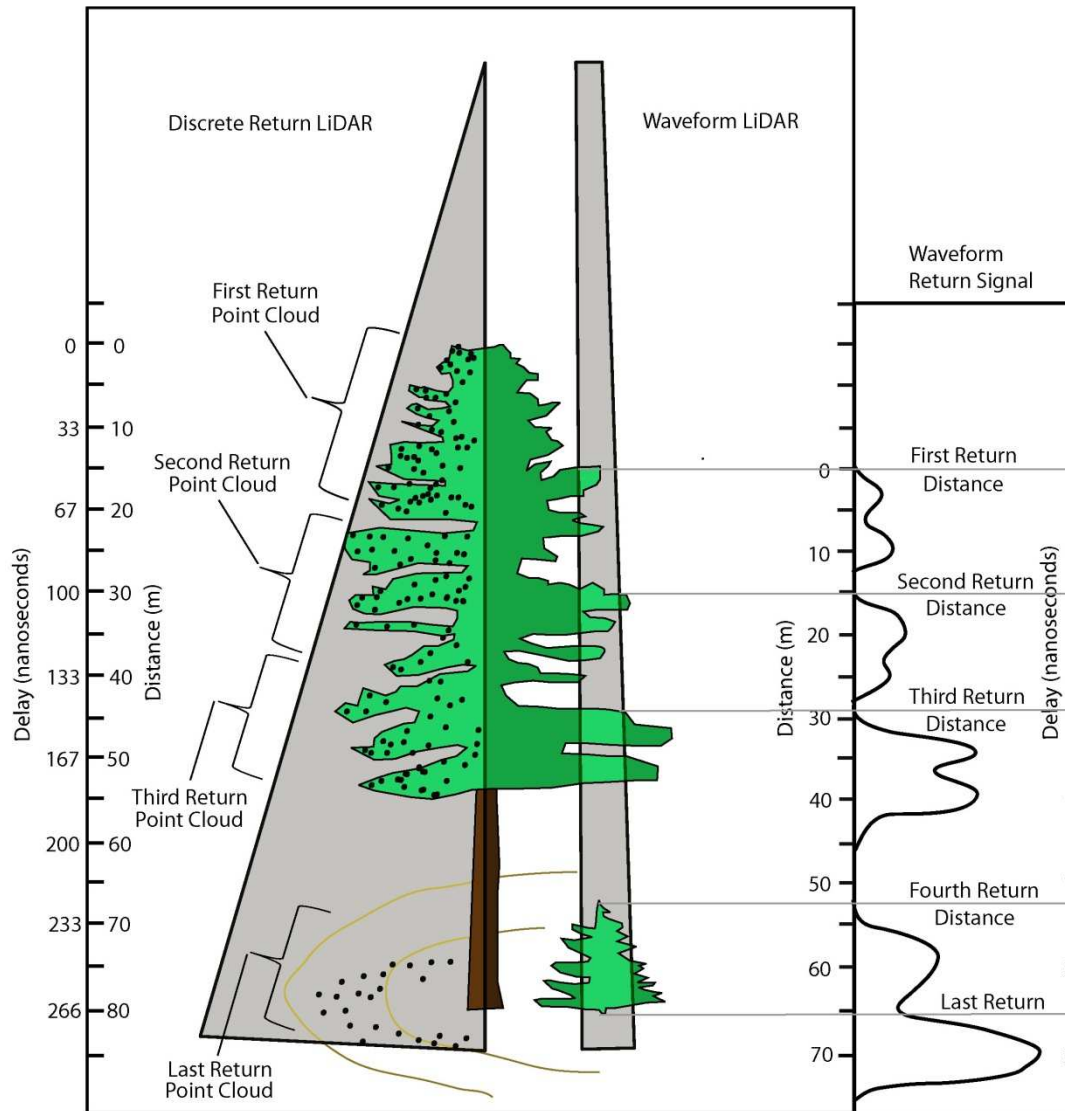 Discrete Return LiDAR
Waveform LiDAR
Waveform
Return Signal
First Return
Point Cloud
Second Return
Point Cloud
Third Return
Point Cloud
Last Return
Point Cloud
Delay (nanoseconds)
0
33
67
100
133
167
200
233
266
Distance (m)
0
10
20
30
40
50
60
70
80
Distance (m)
0
10
20
30
40
50
60
70
First Return
Distance
Second Return
Distance
Third Return
Distance
Fourth Return
Distance
Last Return
Delay (nanoseconds)